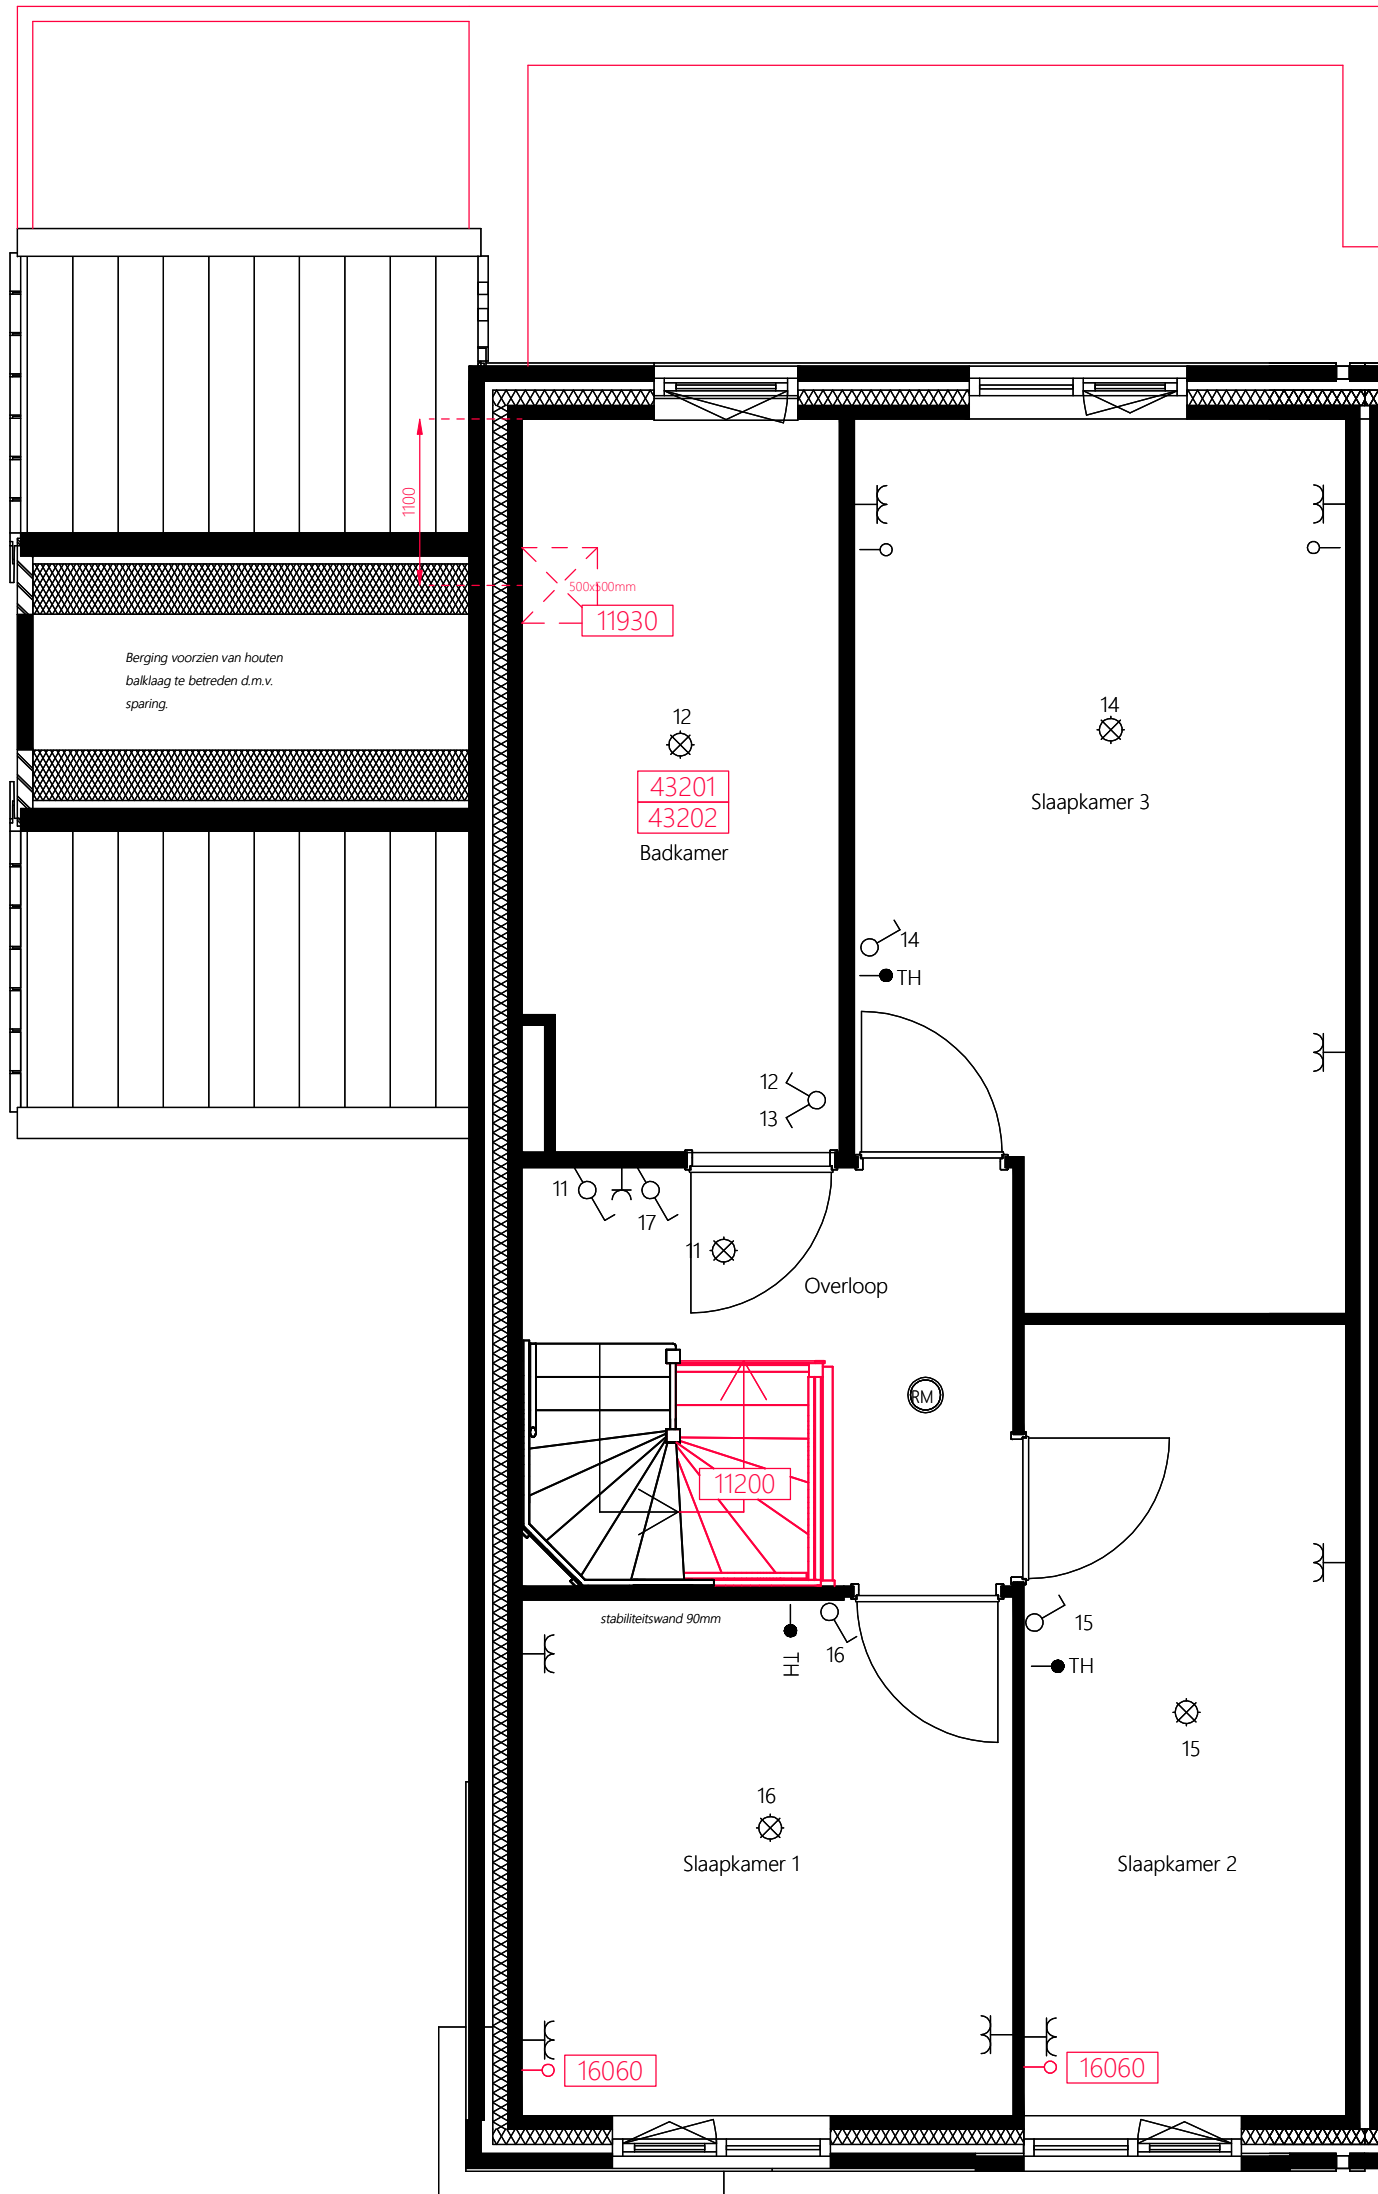 1100
500x500mm
11930
Berging voorzien van houten
balklaag te betreden d.m.v.
sparing.
12
43201
43202
Badkamer
14
Slaapkamer 3
14
TH
12
13
11
17
11
Overloop
RM
11200
stabiliteitswand 90mm
TH
16
15
TH
15
16
Slaapkamer 1
Slaapkamer 2
16060
16060